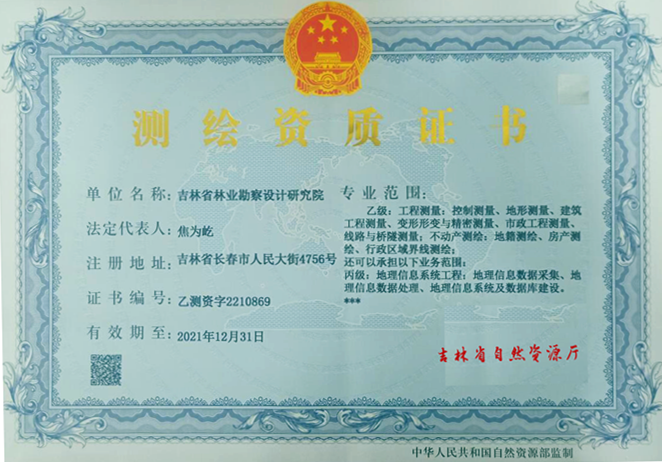 测绘资质证书
单位名称：吉林省林业勘察设计研究院
法定代表人：焦为屹
注册地址：吉林省长春市人民大街4756号
证书编号：乙测资字2210869
有效期至：2021年12月31日
专业范围：
乙级：工程测量：控制测量、地形测量、建筑
工程测量、变形形变与精密测量、市政工程测量、
线路与桥隧测量；不动产测绘：地籍测绘、房产测
绘、行政区域界线测绘；
还可以承担以下业务范围：
丙级：地理信息系统工程：地理信息数据采集、地
理信息数据处理、地理信息系统及数据库建设。
***
吉林省自然资源厅
中华人民共和国自然资源部监制